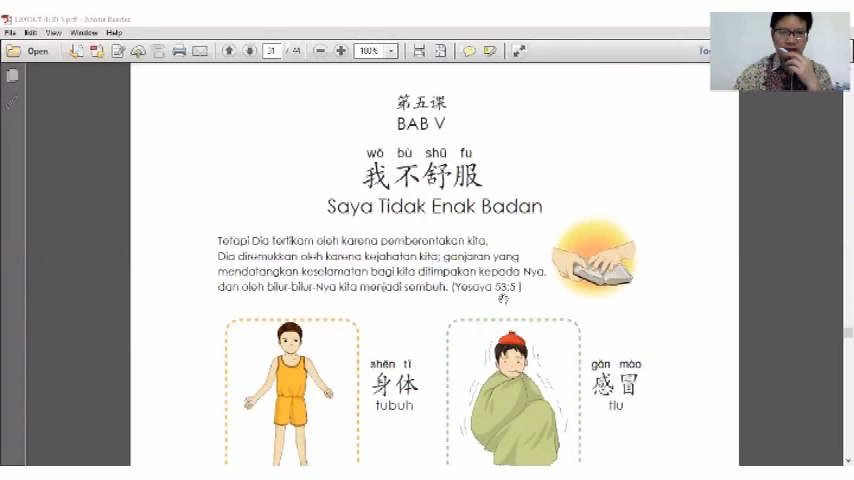 File Edit View Window Help
Open
31 / 44
100%
第五课
BAB V
wǒ bù shū fu
我不舒服
Saya Tidak Enak Badan
Tetapi Dia tertikam oleh karena pemberontakan kita,
Dia diremukkan oleh karena kejahatan kita; ganjaran yang
mendatangkan keselamatan bagi kita ditimpakan kepada Nya,
dan oleh bilur-bilur-Nya kita menjadi sembuh. (Yesaya 53:5 )
shēn tǐ
身体
tubuh
gǎn mào
感冒
flu